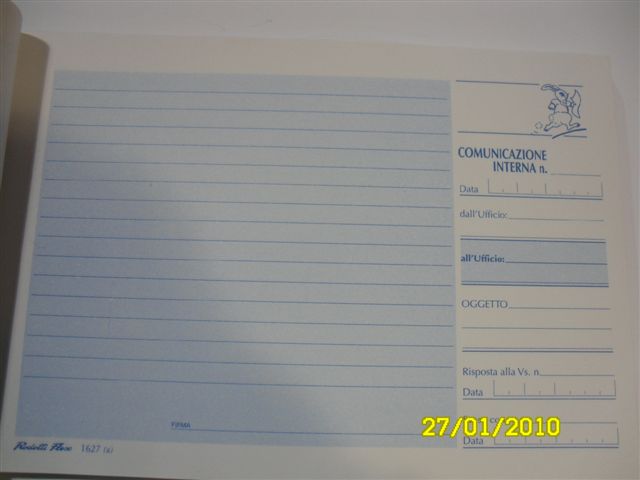 COMUNICAZIONE
INTERNA n.
Data
dall'Ufficio:
all'Ufficio:
OGGETTO
Risposta alla Vs. n.
Data
Data
FIRMA
1627 (x)
27/01/2010